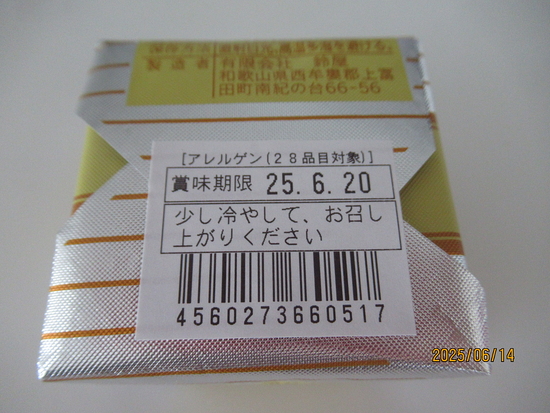 保存方法 直射日光、高温多湿を避ける。
製造者 有限会社 鈴屋
和歌山県西牟婁郡上富
田町南紀の台66-56
[アレルゲン(28品目対象)]
賞味期限 25.6.20
少し冷やして、お召し
上がりください
4560273660517
2025/06/14